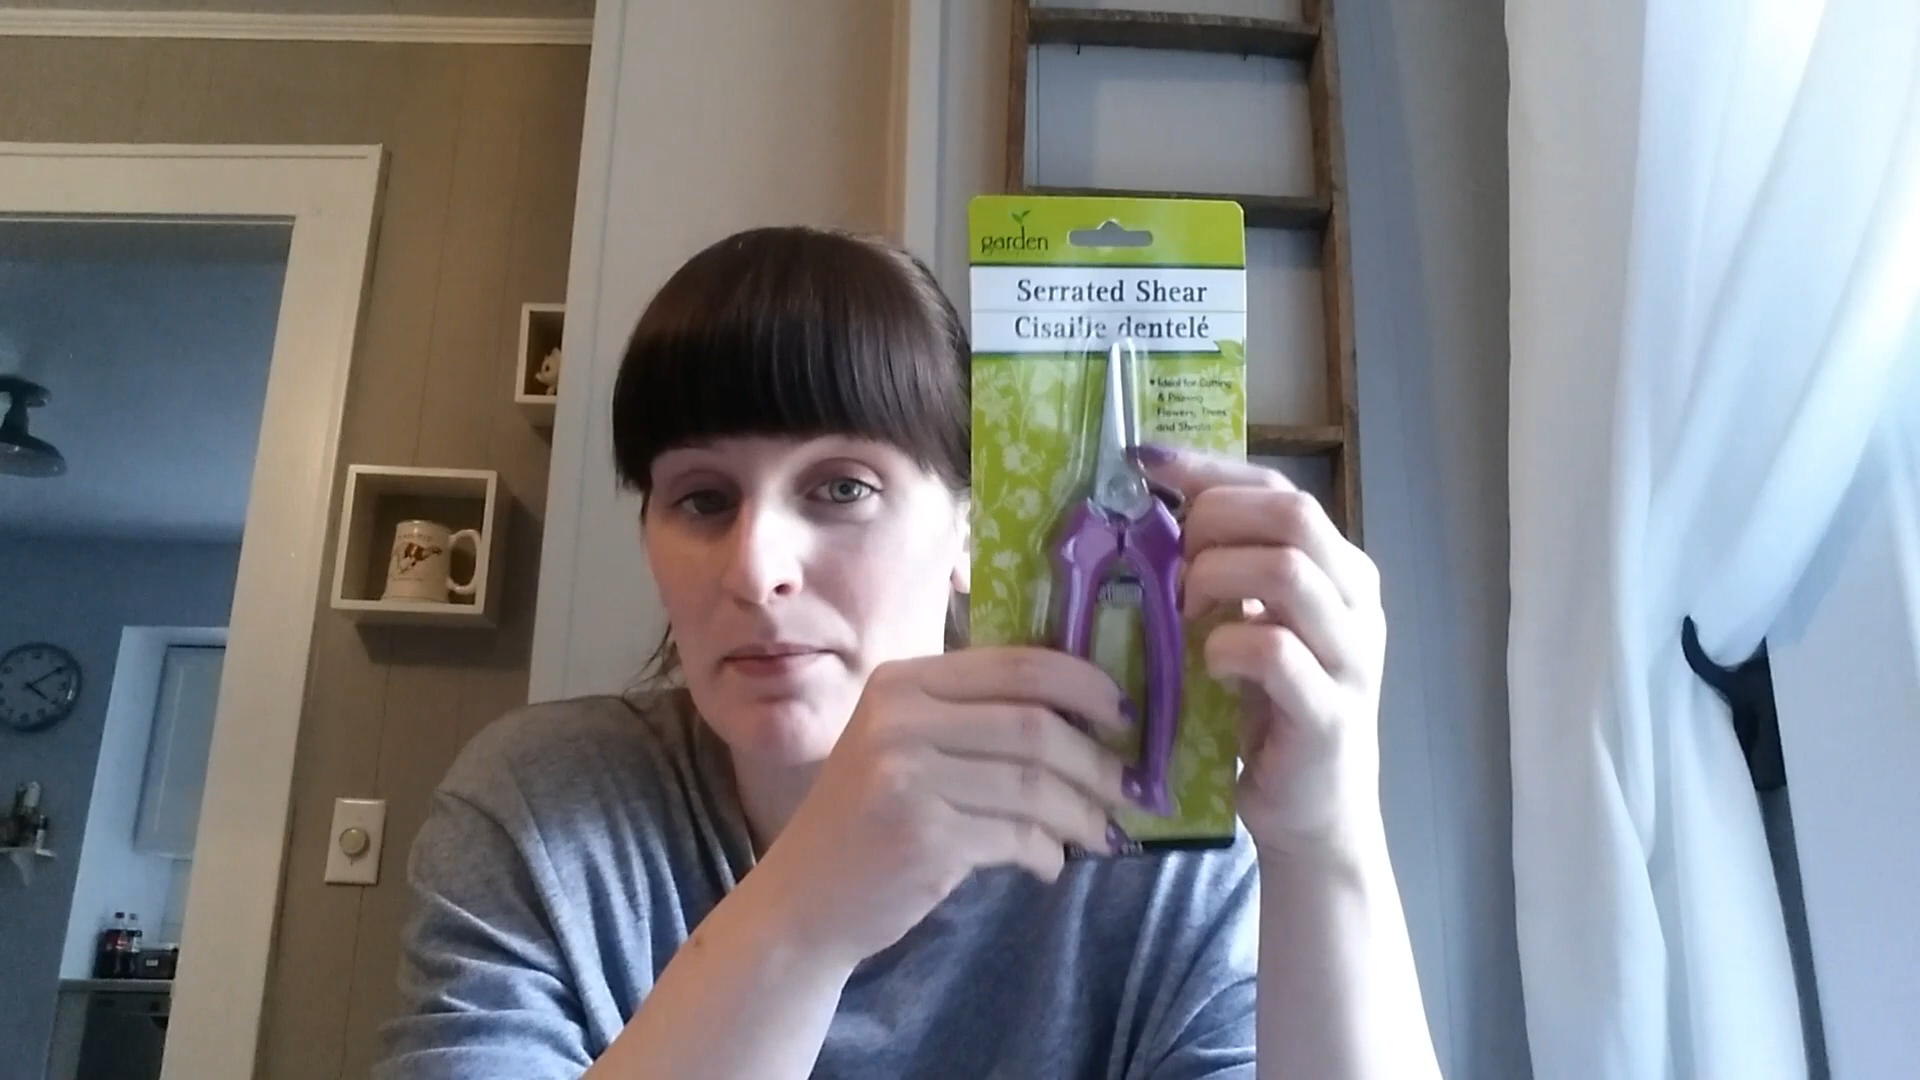 garden
Serrated Shear
Cisaille dentelé
• Ideal for Cutting
& Pruning
Flowers, Trees
and Shrubs